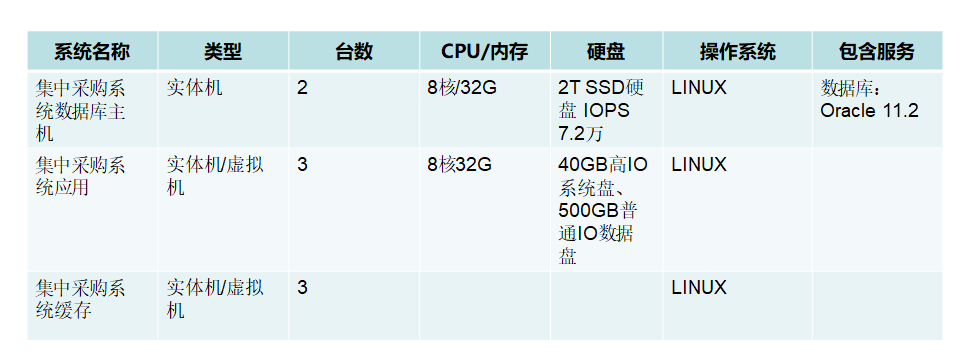 系统名称 类型 台数 CPU/内存 硬盘 操作系统 包含服务
集中采购系
统数据库主
机
实体机
2
8核/32G
2T SSD硬
盘 IOPS
7.2万
LINUX
数据库：
Oracle 11.2
集中采购系
统应用
实体机/虚拟
机
3
8核32G
40GB高IO
系统盘、
500GB普
通IO数据
盘
LINUX
集中采购系
统缓存
实体机/虚拟
机
3
LINUX